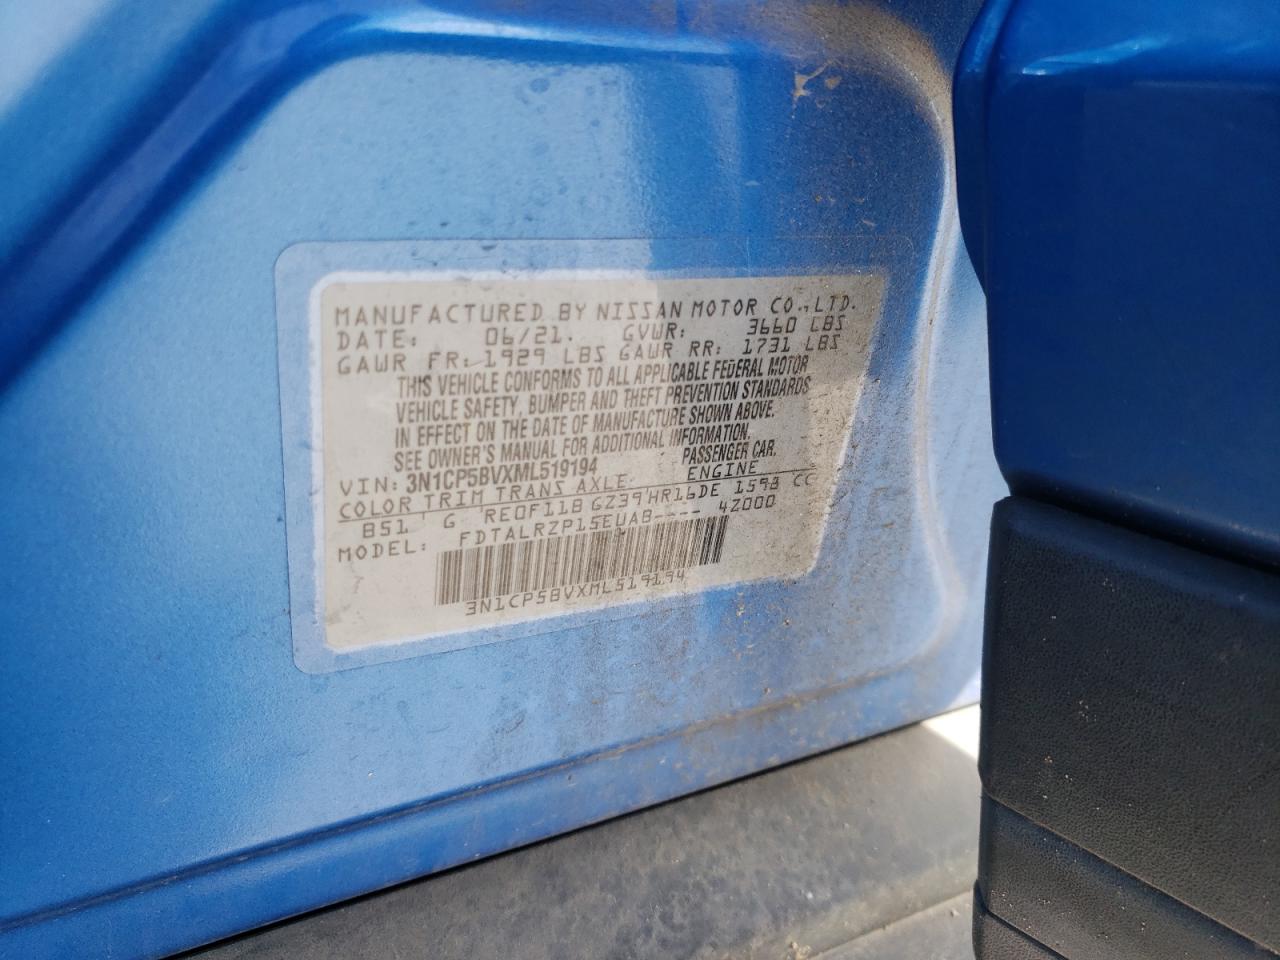 MANUFACTURED BY NISSAN MOTOR CO.,LTD.
DATE: 06/21. GVWR: 3660 LBS
GAWR FR: 1929 LBS GAWR RR: 1731 LBS
THIS VEHICLE CONFORMS TO ALL APPLICABLE FEDERAL MOTOR
VEHICLE SAFETY, BUMPER AND THEFT PREVENTION STANDARDS
IN EFFECT ON THE DATE OF MANUFACTURE SHOWN ABOVE.
SEE OWNER'S MANUAL FOR ADDITIONAL INFORMATION.
VIN: 3N1CP5BVXML519194 PASSENGER CAR.
COLOR TRIM TRANS AXLE ENGINE
B51 G RE0F11B GZ39 HR16DE 1598 CC
MODEL: FDTALRZP15EUAB---- 4Z000
3N1CP5BVXML519194